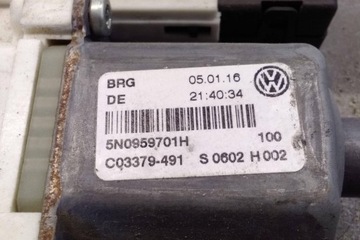 BRG 05.01.16
DE 21:40:34
5N0959701H 100
C03379-491 S 0602 H 002